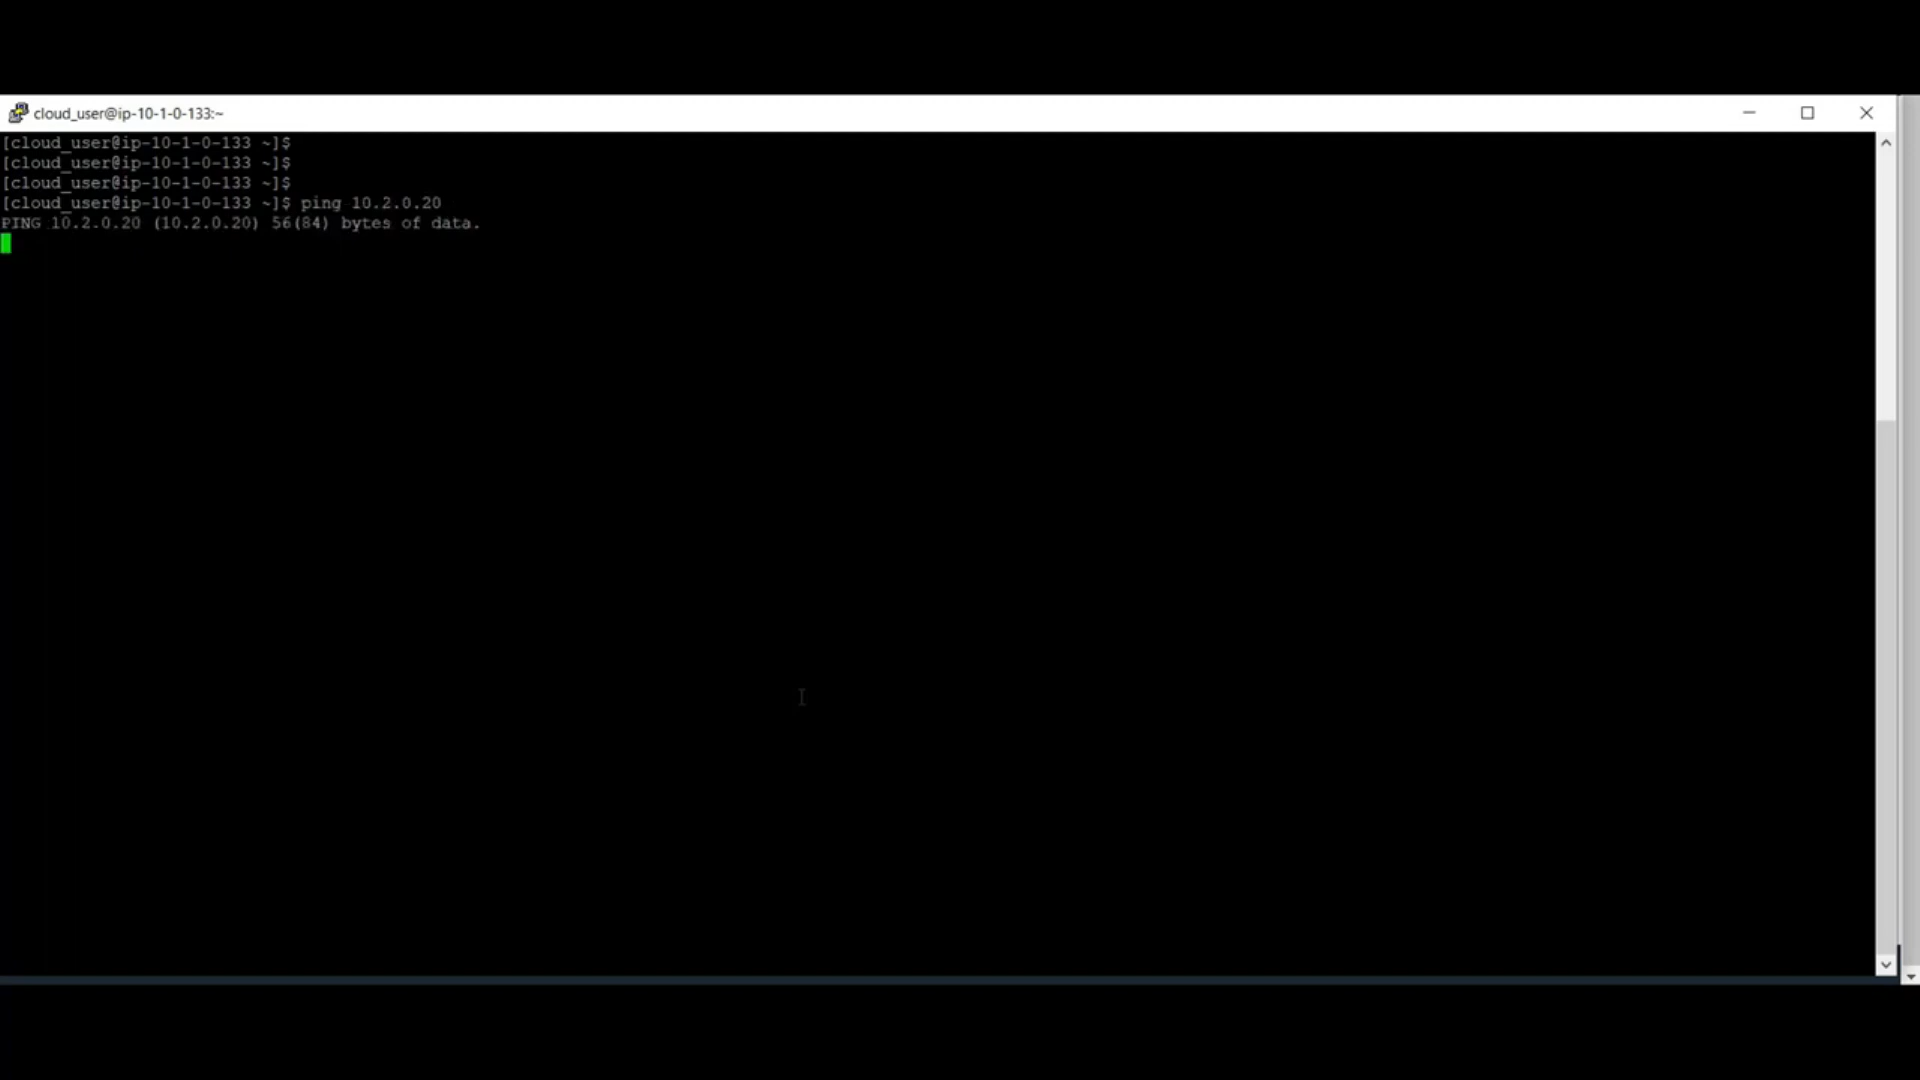 cloud_user@ip-10-1-0-133:~
[cloud_user@ip-10-1-0-133 ~]$
[cloud_user@ip-10-1-0-133 ~]$
[cloud_user@ip-10-1-0-133 ~]$
[cloud_user@ip-10-1-0-133 ~]$ ping 10.2.0.20
PING 10.2.0.20 (10.2.0.20) 56(84) bytes of data.